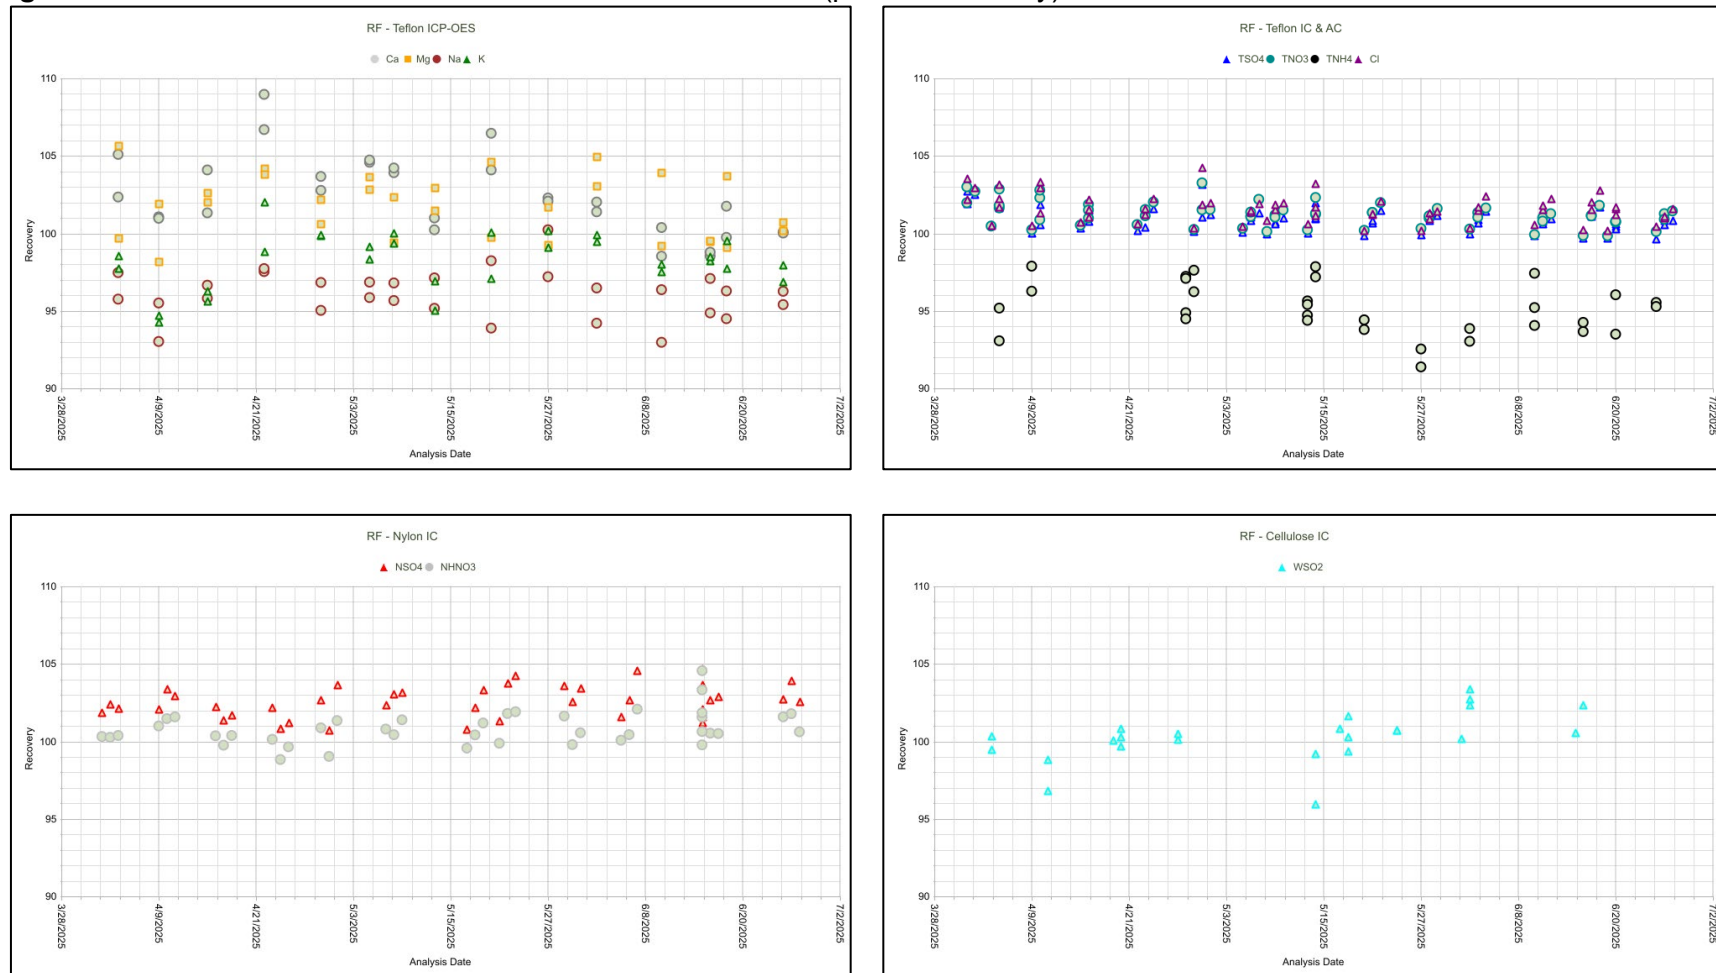 RF - Teflon ICP-OES
Ca Mg Na K
110
105
100
95
90
Recovery
3/28/2025 4/9/2025 4/21/2025 5/3/2025 5/15/2025 5/27/2025 6/8/2025 6/20/2025 7/2/2025
Analysis Date
RF - Teflon IC & AC
TSO4 TNO3 TNH4 Cl
110
105
100
95
90
Recovery
3/28/2025 4/9/2025 4/21/2025 5/3/2025 5/15/2025 5/27/2025 6/8/2025 6/20/2025 7/2/2025
Analysis Date
RF - Nylon IC
NSO4 NHNO3
110
105
100
95
90
Recovery
3/28/2025 4/9/2025 4/21/2025 5/3/2025 5/15/2025 5/27/2025 6/8/2025 6/20/2025 7/2/2025
Analysis Date
RF - Cellulose IC
WSO2
110
105
100
95
90
Recovery
3/28/2025 4/9/2025 4/21/2025 5/3/2025 5/15/2025 5/27/2025 6/8/2025 6/20/2025 7/2/2025
Analysis Date